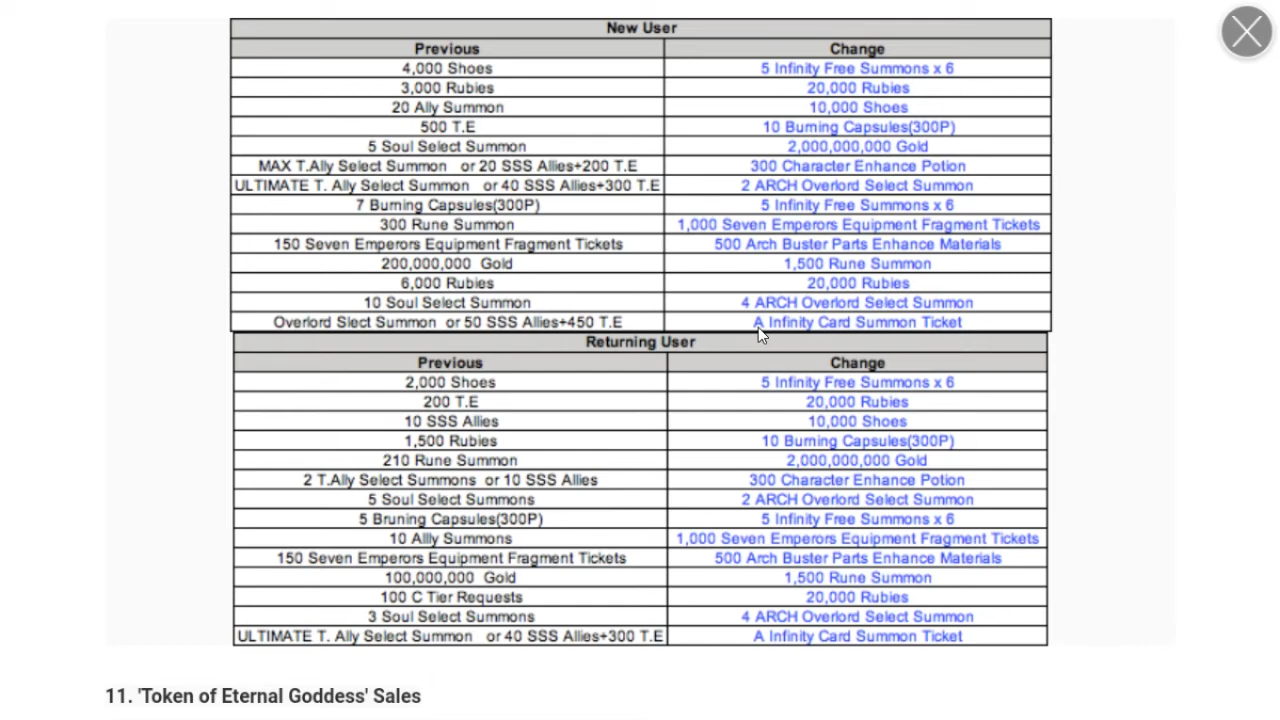 New User
Previous Change
4,000 Shoes 5 Infinity Free Summons x 6
3,000 Rubies 20,000 Rubies
20 Ally Summon 10,000 Shoes
500 T.E 10 Burning Capsules(300P)
5 Soul Select Summon 2,000,000,000 Gold
MAX T.Ally Select Summon or 20 SSS Allies+200 T.E 300 Character Enhance Potion
ULTIMATE T. Ally Select Summon or 40 SSS Allies+300 T.E 2 ARCH Overlord Select Summon
7 Burning Capsules(300P) 5 Infinity Free Summons x 6
300 Rune Summon 1,000 Seven Emperors Equipment Fragment Tickets
150 Seven Emperors Equipment Fragment Tickets 500 Arch Buster Parts Enhance Materials
200,000,000 Gold 1,500 Rune Summon
6,000 Rubies 20,000 Rubies
10 Soul Select Summon 4 ARCH Overlord Select Summon
Overlord Slect Summon or 50 SSS Allies+450 T.E A Infinity Card Summon Ticket
Returning User
Previous Change
2,000 Shoes 5 Infinity Free Summons x 6
200 T.E 20,000 Rubies
10 SSS Allies 10,000 Shoes
1,500 Rubies 10 Burning Capsules(300P)
210 Rune Summon 2,000,000,000 Gold
2 T.Ally Select Summons or 10 SSS Allies 300 Character Enhance Potion
5 Soul Select Summons 2 ARCH Overlord Select Summon
5 Bruning Capsules(300P) 5 Infinity Free Summons x 6
10 Allly Summons 1,000 Seven Emperors Equipment Fragment Tickets
150 Seven Emperors Equipment Fragment Tickets 500 Arch Buster Parts Enhance Materials
100,000,000 Gold 1,500 Rune Summon
100 C Tier Requests 20,000 Rubies
3 Soul Select Summons 4 ARCH Overlord Select Summon
ULTIMATE T. Ally Select Summon or 40 SSS Allies+300 T.E A Infinity Card Summon Ticket
11. 'Token of Eternal Goddess' Sales